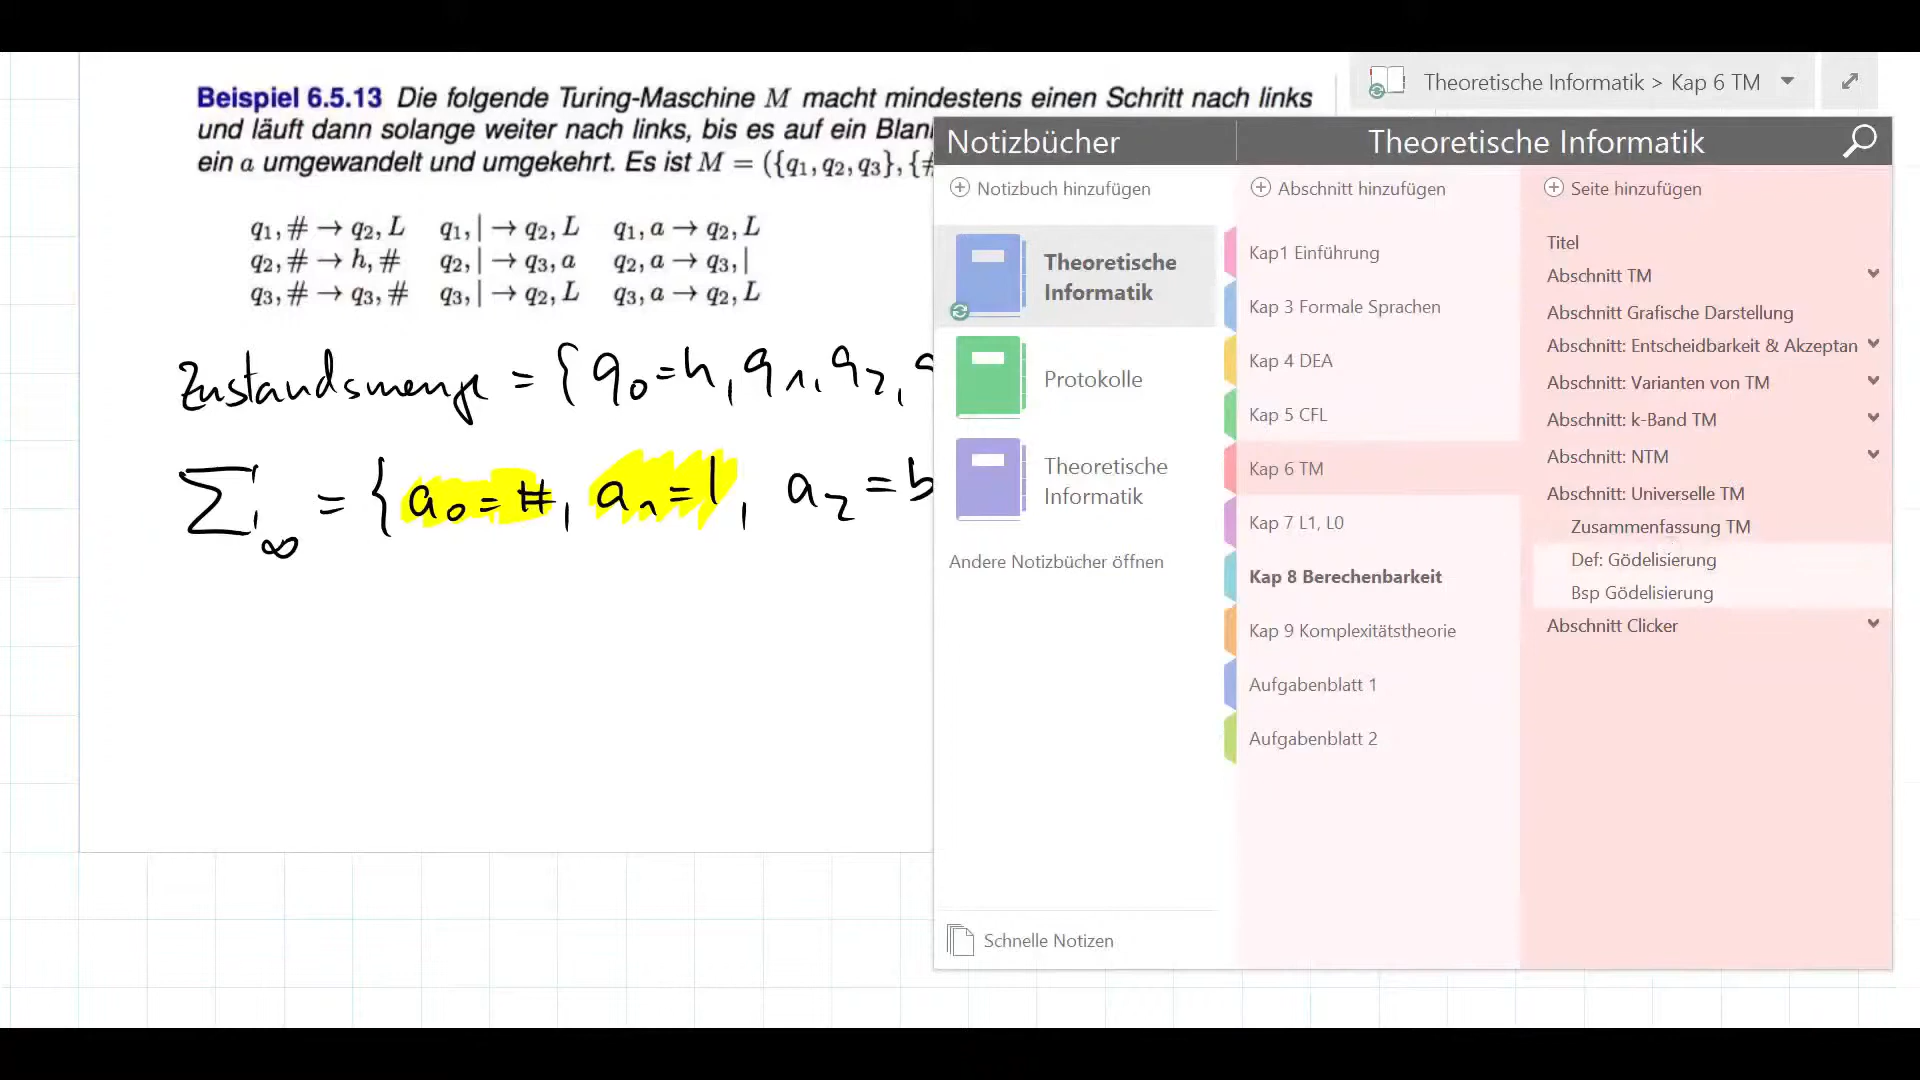 Beispiel 6.5.13 Die folgende Turing-Maschine M macht mindestens einen Schritt nach links
und läuft dann solange weiter nach links, bis es auf ein Blan
ein a umgewandelt und umgekehrt. Es ist M = ({q₁, q₂, q₃}, {#
q₁, # → q₂, L q₁, | → q₂, L q₁, a → q₂, L
q₂, # → h, # q₂, | → q₃, a q₂, a → q₃, |
q₃, # → q₃, # q₃, | → q₂, L q₃, a → q₂, L
Zustandsmenge = { q₀=h, q₁, q₂,
Σ∞ = { a₀ = #, a₁ = |, a₂ = b
Theoretische Informatik > Kap 6 TM
Notizbücher
Theoretische Informatik
Notizbuch hinzufügen
Theoretische
Informatik
Protokolle
Theoretische
Informatik
Andere Notizbücher öffnen
Schnelle Notizen
Abschnitt hinzufügen
Kap1 Einführung
Kap 3 Formale Sprachen
Kap 4 DEA
Kap 5 CFL
Kap 6 TM
Kap 7 L1, L0
Kap 8 Berechenbarkeit
Kap 9 Komplexitätstheorie
Aufgabenblatt 1
Aufgabenblatt 2
Seite hinzufügen
Titel
Abschnitt TM
Abschnitt Grafische Darstellung
Abschnitt: Entscheidbarkeit & Akzeptan
Abschnitt: Varianten von TM
Abschnitt: k-Band TM
Abschnitt: NTM
Abschnitt: Universelle TM
Zusammenfassung TM
Def: Gödelisierung
Bsp Gödelisierung
Abschnitt Clicker